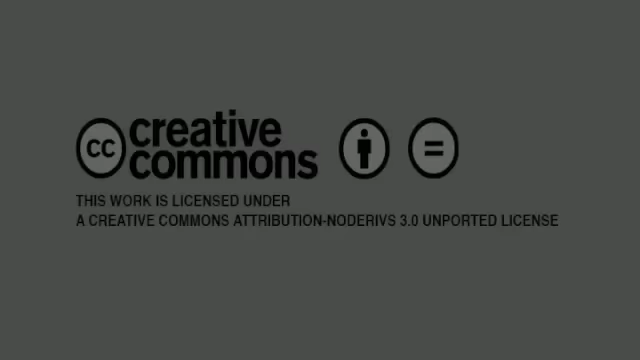 cc creative
commons
THIS WORK IS LICENSED UNDER
A CREATIVE COMMONS ATTRIBUTION-NODERIVS 3.0 UNPORTED LICENSE